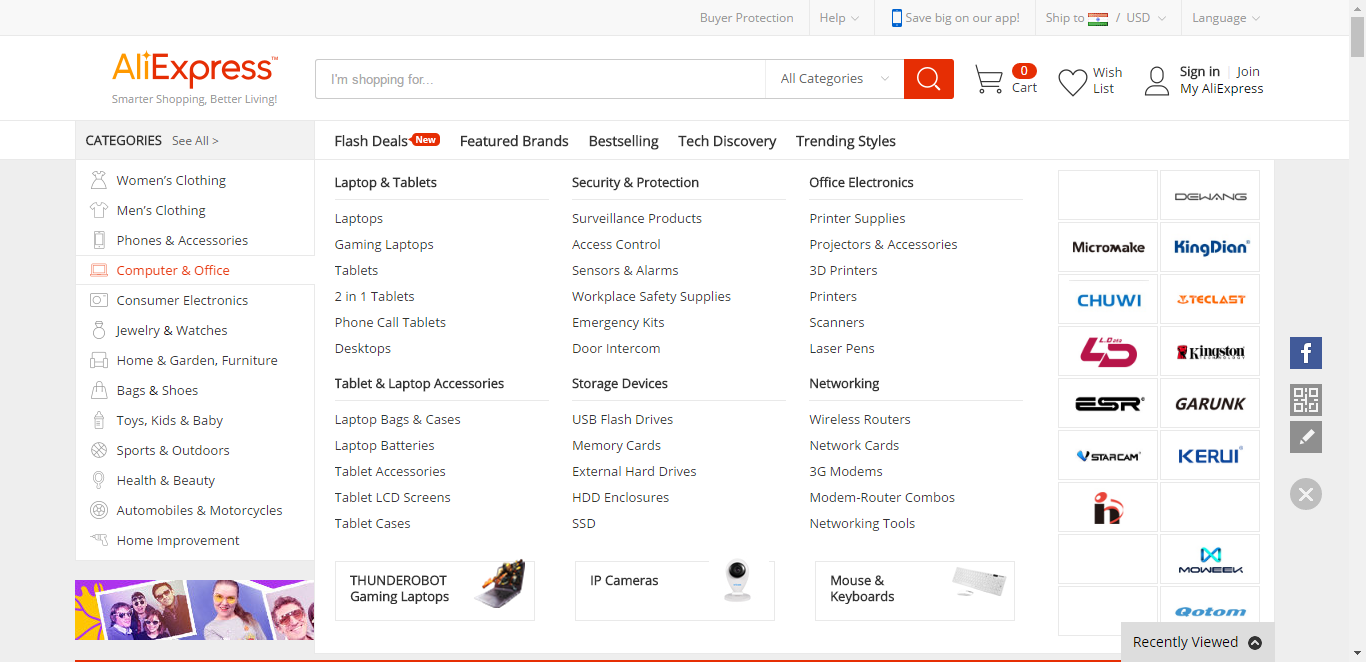 Buyer Protection
Help
Save big on our app!
Ship to / USD
Language
AliExpress™
Smarter Shopping, Better Living!
I'm shopping for...
All Categories
0
Cart
Wish
List
Sign in | Join
My AliExpress
CATEGORIES See All >
Flash Deals New
Featured Brands
Bestselling
Tech Discovery
Trending Styles
Women's Clothing
Men's Clothing
Phones & Accessories
Computer & Office
Consumer Electronics
Jewelry & Watches
Home & Garden, Furniture
Bags & Shoes
Toys, Kids & Baby
Sports & Outdoors
Health & Beauty
Automobiles & Motorcycles
Home Improvement
Laptop & Tablets
Laptops
Gaming Laptops
Tablets
2 in 1 Tablets
Phone Call Tablets
Desktops
Security & Protection
Surveillance Products
Access Control
Sensors & Alarms
Workplace Safety Supplies
Emergency Kits
Door Intercom
Office Electronics
Printer Supplies
Projectors & Accessories
3D Printers
Printers
Scanners
Laser Pens
Tablet & Laptop Accessories
Laptop Bags & Cases
Laptop Batteries
Tablet Accessories
Tablet LCD Screens
Tablet Cases
Storage Devices
USB Flash Drives
Memory Cards
External Hard Drives
HDD Enclosures
SSD
Networking
Wireless Routers
Network Cards
3G Modems
Modem-Router Combos
Networking Tools
THUNDEROBOT
Gaming Laptops
IP Cameras
Mouse &
Keyboards
DEWANG
Micromake
KingDian®
CHUWI
TECLAST
Kingston
TECHNOLOGY
ESR®
GARUNK
VSTARCAM®
KERUI®
MOWEEK
Qotom
Recently Viewed